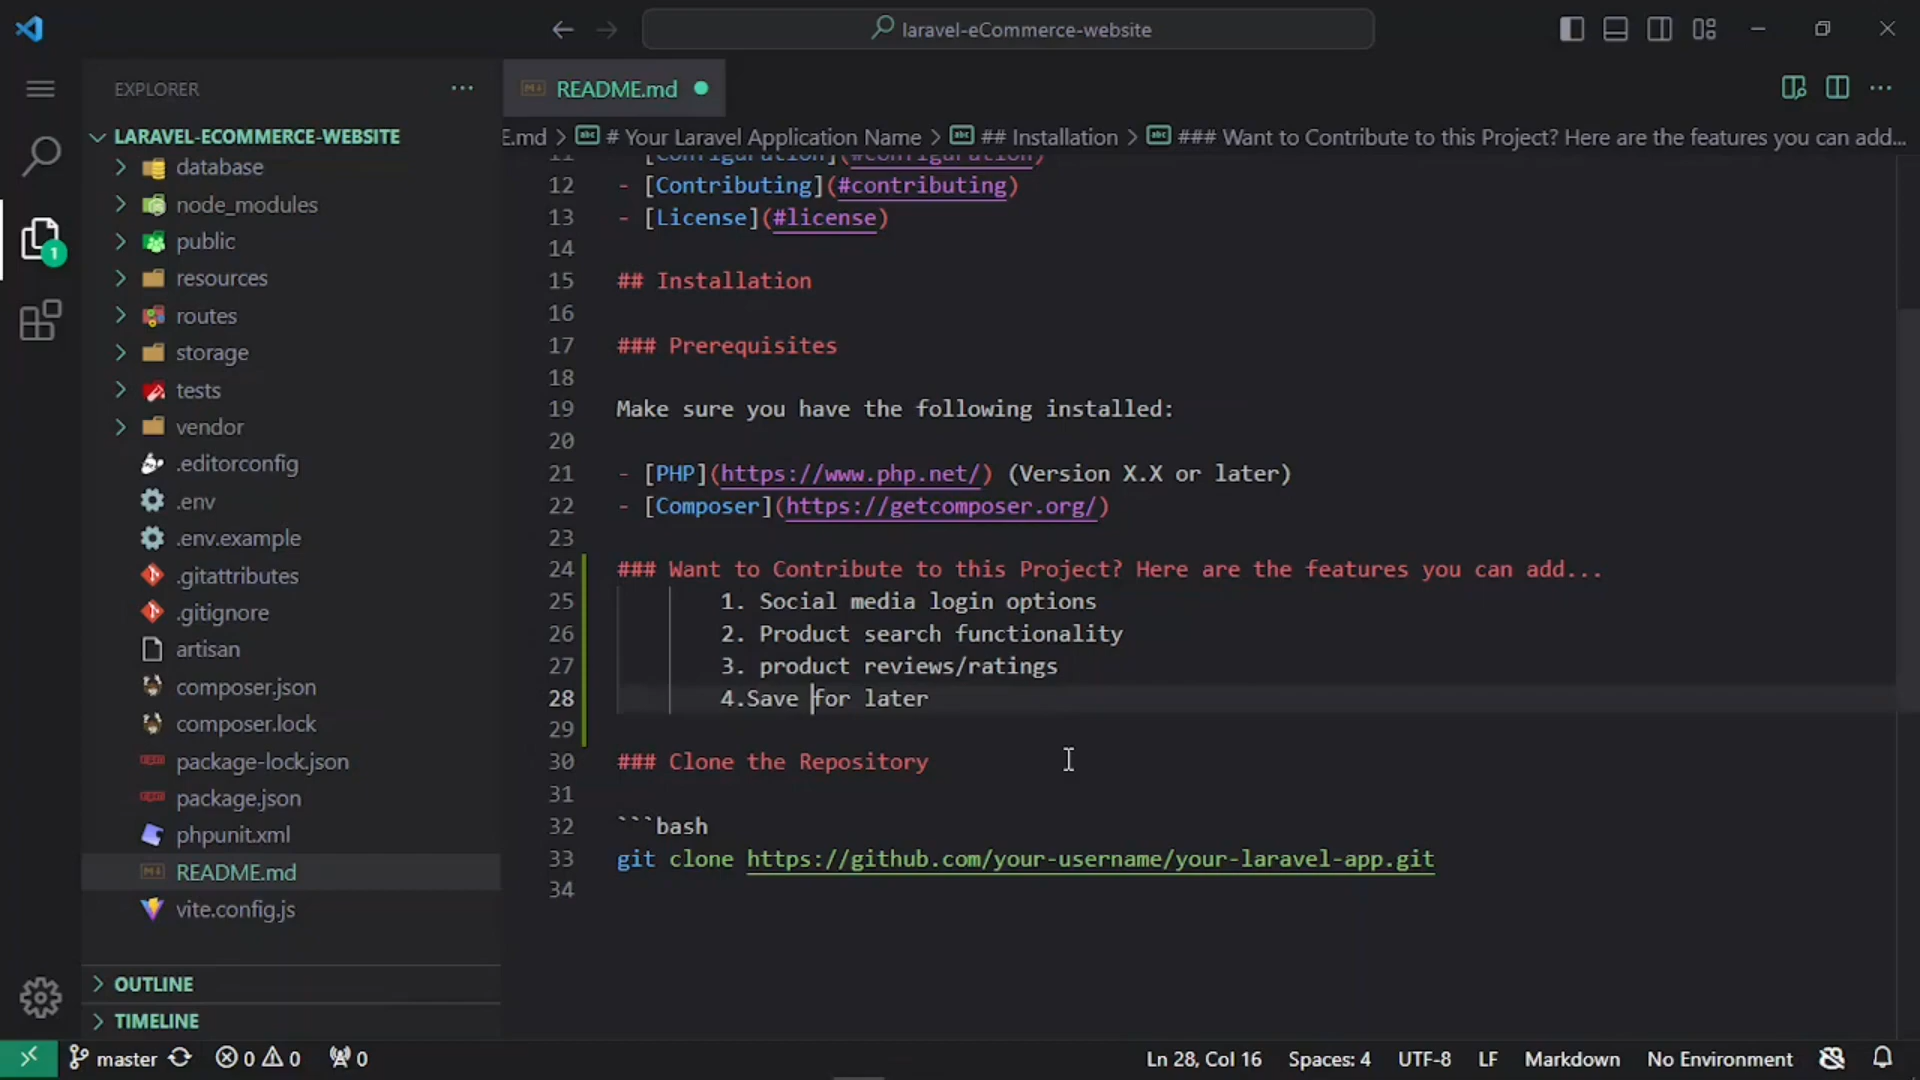 laravel-eCommerce-website
EXPLORER
README.md
LARAVEL-ECOMMERCE-WEBSITE
E.md > # Your Laravel Application Name > ## Installation > ### Want to Contribute to this Project? Here are the features you can add...
database
node_modules
public
resources
routes
storage
tests
vendor
.editorconfig
.env
.env.example
.gitattributes
.gitignore
artisan
composer.json
composer.lock
package-lock.json
package.json
phpunit.xml
README.md
vite.config.js
OUTLINE
TIMELINE
11 - [Configuration](#configuration)
12 - [Contributing](#contributing)
13 - [License](#license)
14
15 ## Installation
16
17 ### Prerequisites
18
19 Make sure you have the following installed:
20
21 - [PHP](https://www.php.net/) (Version X.X or later)
22 - [Composer](https://getcomposer.org/)
23
24 ### Want to Contribute to this Project? Here are the features you can add...
25 1. Social media login options
26 2. Product search functionality
27 3. product reviews/ratings
28 4.Save for later
29
30 ### Clone the Repository
31
32 ```bash
33 git clone https://github.com/your-username/your-laravel-app.git
34
1
master 0 0 0
Ln 28, Col 16 Spaces: 4 UTF-8 LF Markdown No Environment